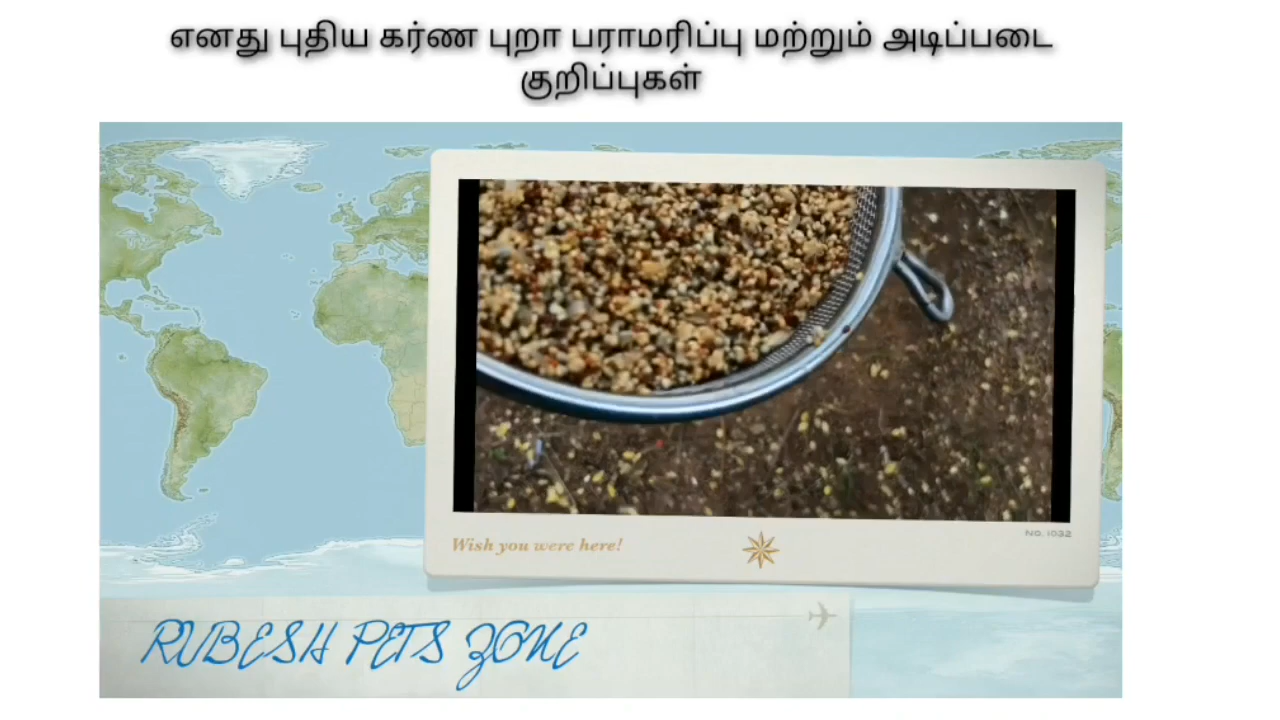 எனது புதிய கர்ண புறா பராமரிப்பு மற்றும் அடிப்படை
குறிப்புகள்
Wish you were here!
NO. 1032
RUBESH PETS ZONE